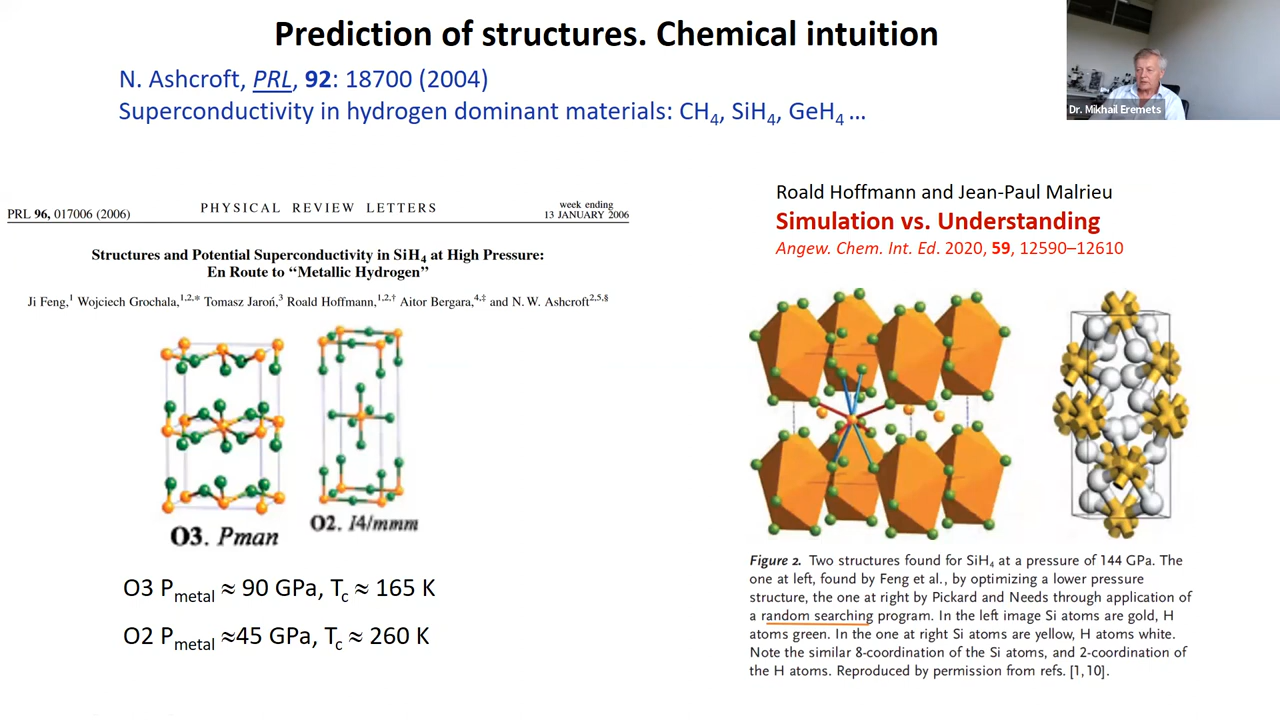 Prediction of structures. Chemical intuition
N. Ashcroft, PRL, 92: 18700 (2004)
Superconductivity in hydrogen dominant materials: CH4, SiH4, GeH4 ...
Dr. Mikhail Eremets
PRL 96, 017006 (2006)
PHYSICAL REVIEW LETTERS
week ending
13 JANUARY 2006
Structures and Potential Superconductivity in SiH4 at High Pressure:
En Route to “Metallic Hydrogen”
Ji Feng,1 Wojciech Grochala,1,2,* Tomasz Jaroń,3 Roald Hoffmann,1,2,† Aitor Bergara,4,‡ and N. W. Ashcroft2,5,§
O3. Pman
O2. I4/mmm
O3 Pmetal ≈ 90 GPa, Tc ≈ 165 K
O2 Pmetal ≈45 GPa, Tc ≈ 260 K
Roald Hoffmann and Jean-Paul Malrieu
Simulation vs. Understanding
Angew. Chem. Int. Ed. 2020, 59, 12590–12610
Figure 2. Two structures found for SiH4 at a pressure of 144 GPa. The
one at left, found by Feng et al., by optimizing a lower pressure
structure, the one at right by Pickard and Needs through application of
a random searching program. In the left image Si atoms are gold, H
atoms green. In the one at right Si atoms are yellow, H atoms white.
Note the similar 8-coordination of the Si atoms, and 2-coordination of
the H atoms. Reproduced by permission from refs. [1, 10].